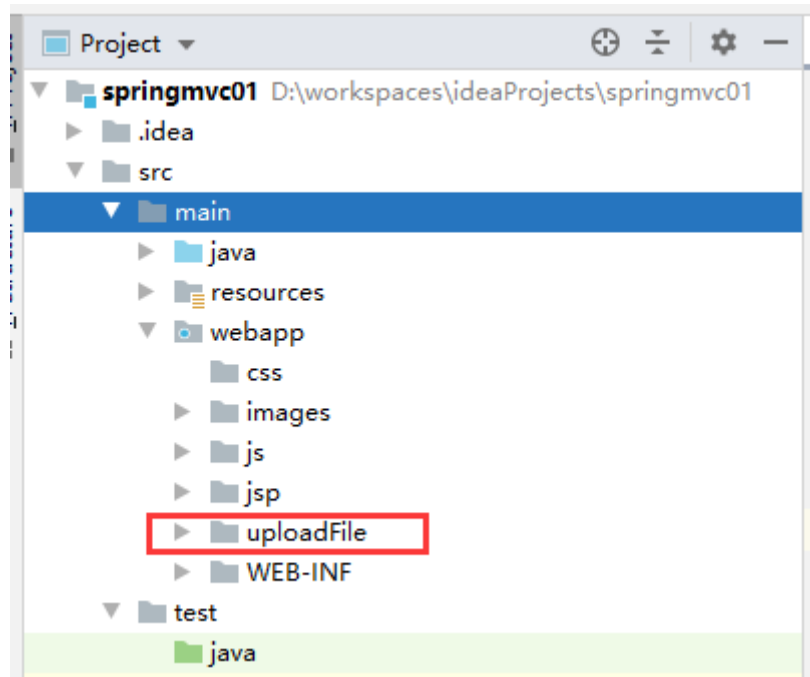 Project
springmvc01 D:\workspaces\ideaProjects\springmvc01
.idea
src
main
java
resources
webapp
css
images
js
jsp
uploadFile
WEB-INF
test
java